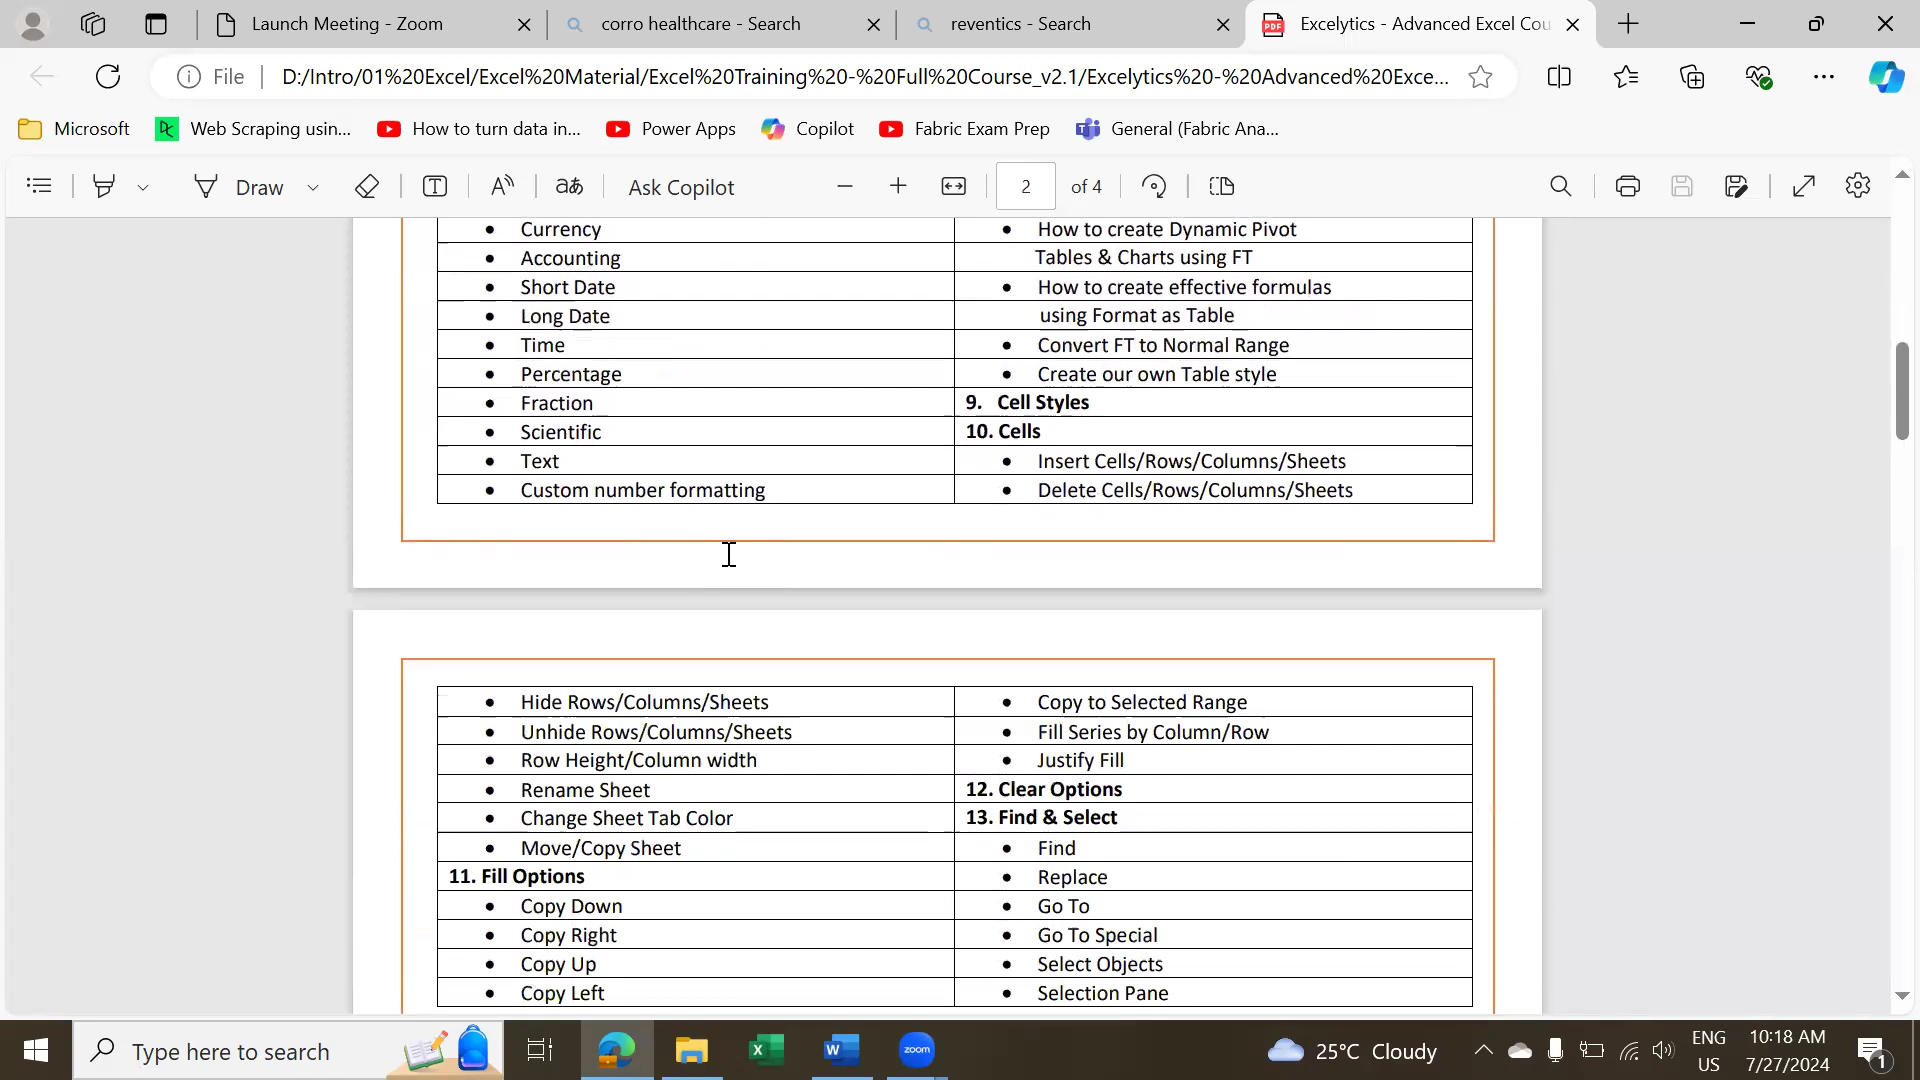 Launch Meeting - Zoom
corro healthcare - Search
reventics - Search
Excelytics - Advanced Excel Cou
File
D:/Intro/01%20Excel/Excel%20Material/Excel%20Training%20-%20Full%20Course_v2.1/Excelytics%20-%20Advanced%20Exce...
Microsoft
Web Scraping usin...
How to turn data in...
Power Apps
Copilot
Fabric Exam Prep
General (Fabric Ana...
Draw
Ask Copilot
2 of 4
• Currency
• Accounting
• Short Date
• Long Date
• Time
• Percentage
• Fraction
• Scientific
• Text
• Custom number formatting
• How to create Dynamic Pivot
Tables & Charts using FT
• How to create effective formulas
using Format as Table
• Convert FT to Normal Range
• Create our own Table style
9. Cell Styles
10. Cells
• Insert Cells/Rows/Columns/Sheets
• Delete Cells/Rows/Columns/Sheets
• Hide Rows/Columns/Sheets
• Unhide Rows/Columns/Sheets
• Row Height/Column width
• Rename Sheet
• Change Sheet Tab Color
• Move/Copy Sheet
11. Fill Options
• Copy Down
• Copy Right
• Copy Up
• Copy Left
• Copy to Selected Range
• Fill Series by Column/Row
• Justify Fill
12. Clear Options
13. Find & Select
• Find
• Replace
• Go To
• Go To Special
• Select Objects
• Selection Pane
Type here to search
zoom
25°C Cloudy
ENG
US
10:18 AM
7/27/2024
1